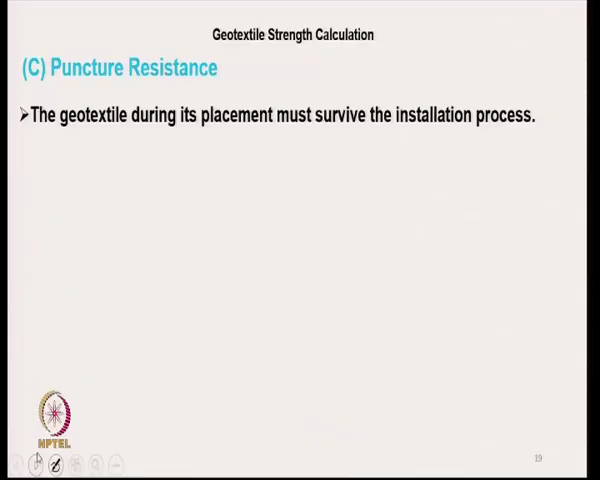 Geotextile Strength Calculation
(C) Puncture Resistance
➢The geotextile during its placement must survive the installation process.
NPTEL
19